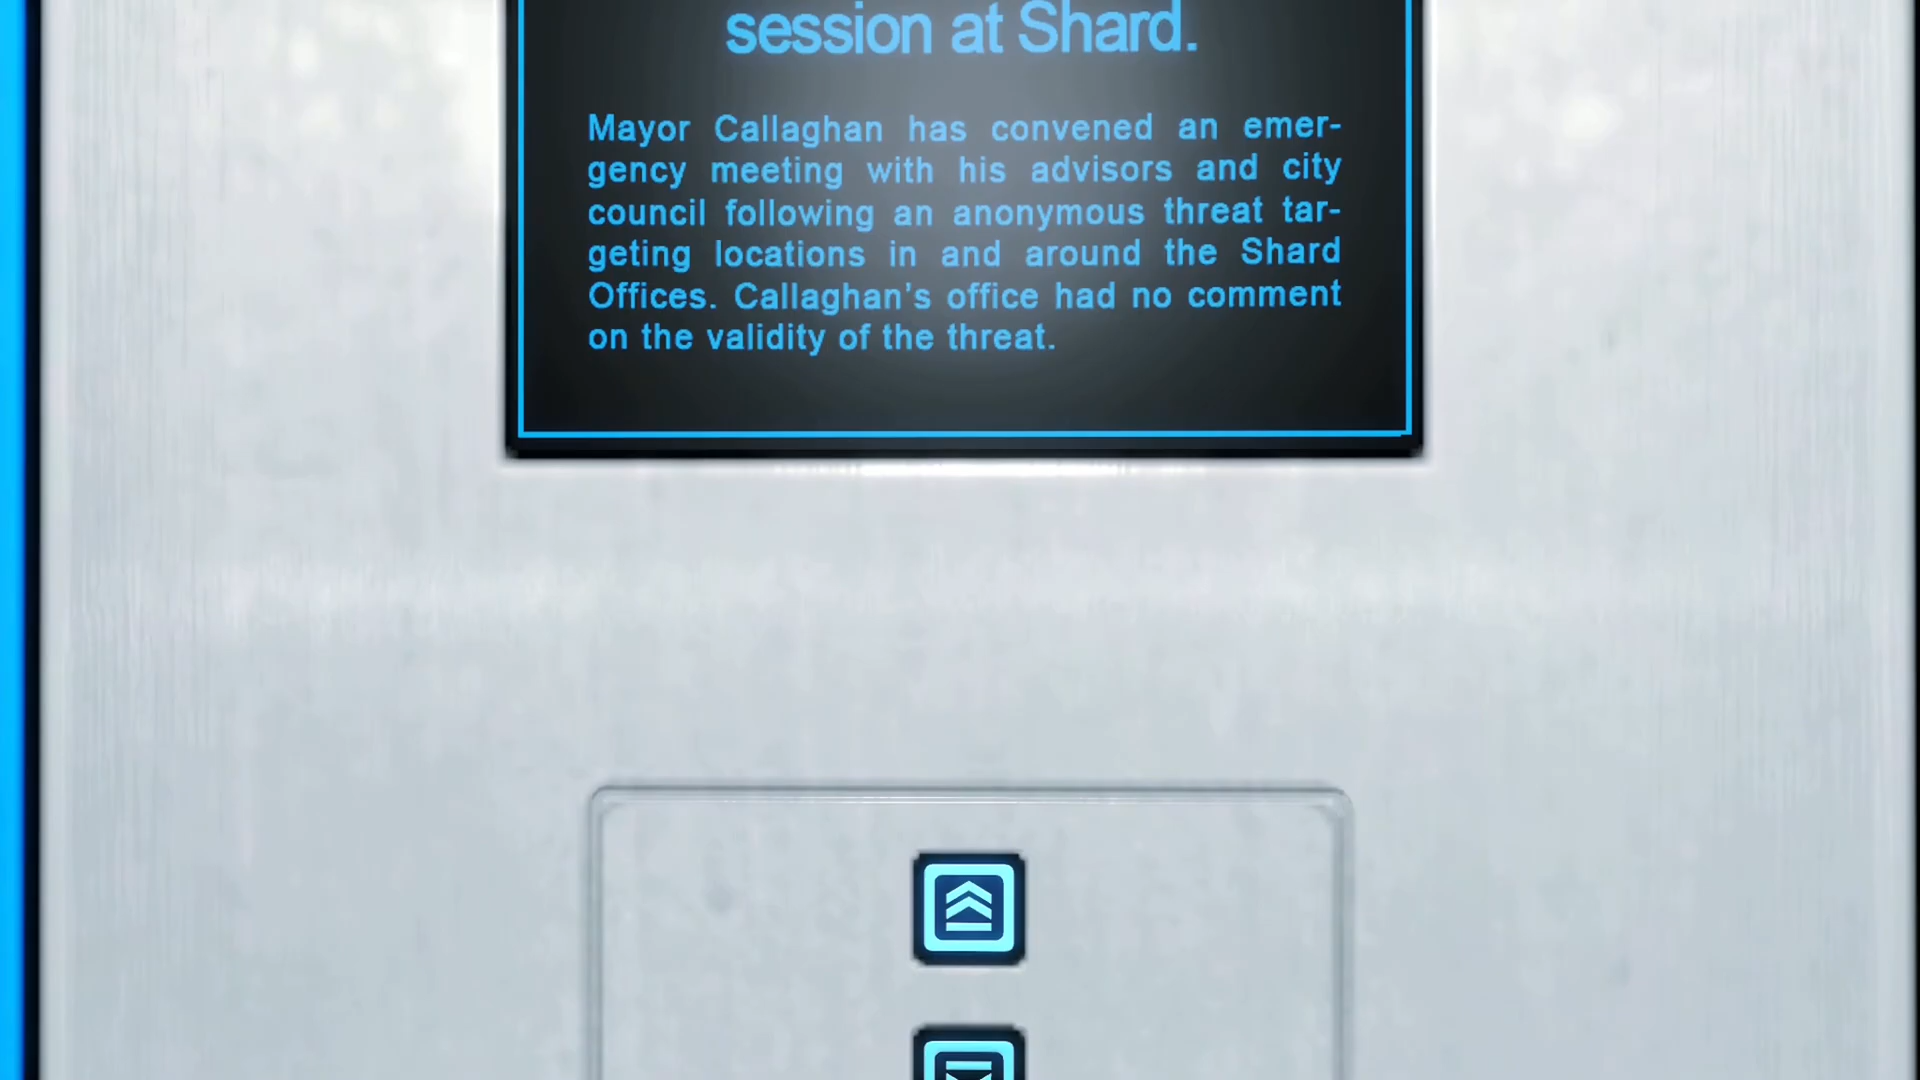 session at Shard.
Mayor Callaghan has convened an emer-
gency meeting with his advisors and city
council following an anonymous threat tar-
geting locations in and around the Shard
Offices. Callaghan's office had no comment
on the validity of the threat.